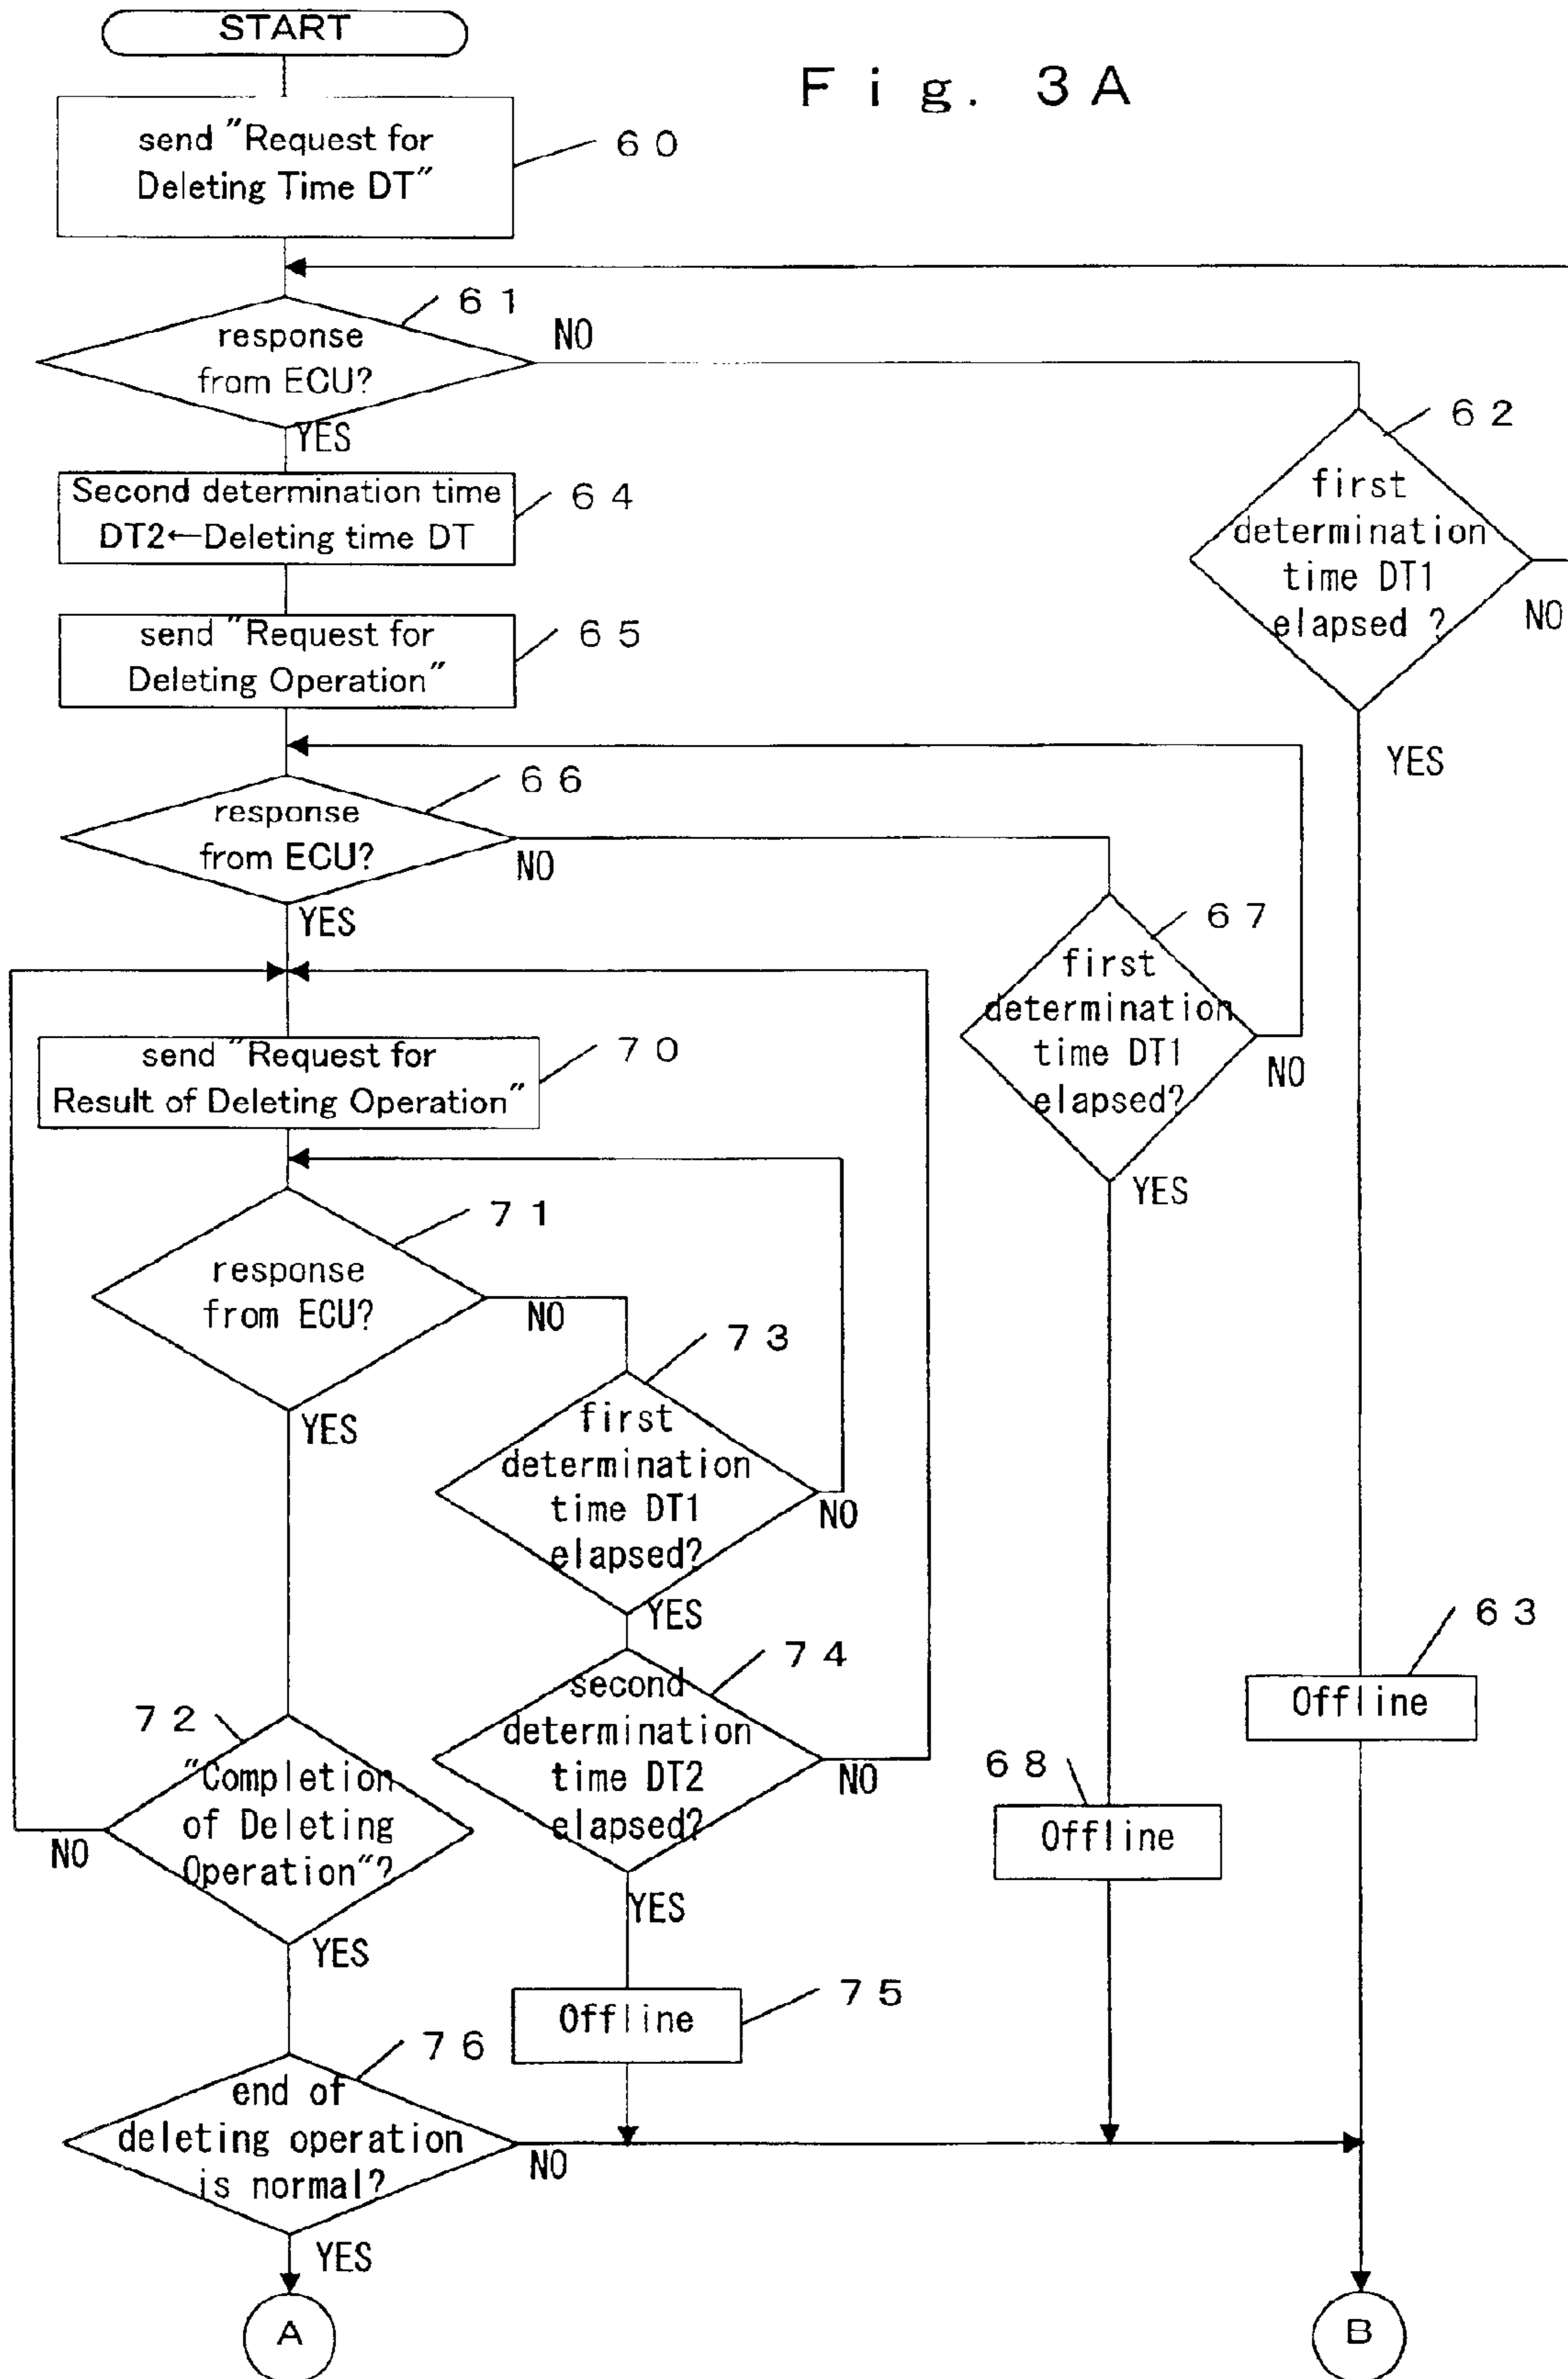 START
Fig. 3A
send "Request for
Deleting Time DT"
60
61
response
from ECU?
NO
YES
62
first
determination
time DT1
elapsed ?
NO
YES
Second determination time
DT2←Deleting time DT
64
send "Request for
Deleting Operation"
65
66
response
from ECU?
NO
YES
67
first
determination
time DT1
elapsed?
NO
YES
send "Request for
Result of Deleting Operation"
70
71
response
from ECU?
NO
YES
73
first
determination
time DT1
elapsed?
NO
YES
74
second
determination
time DT2
elapsed?
NO
YES
63
Offline
68
Offline
72
"Completion
of Deleting
Operation"?
NO
YES
75
Offline
76
end of
deleting operation
is normal?
NO
YES
A
B